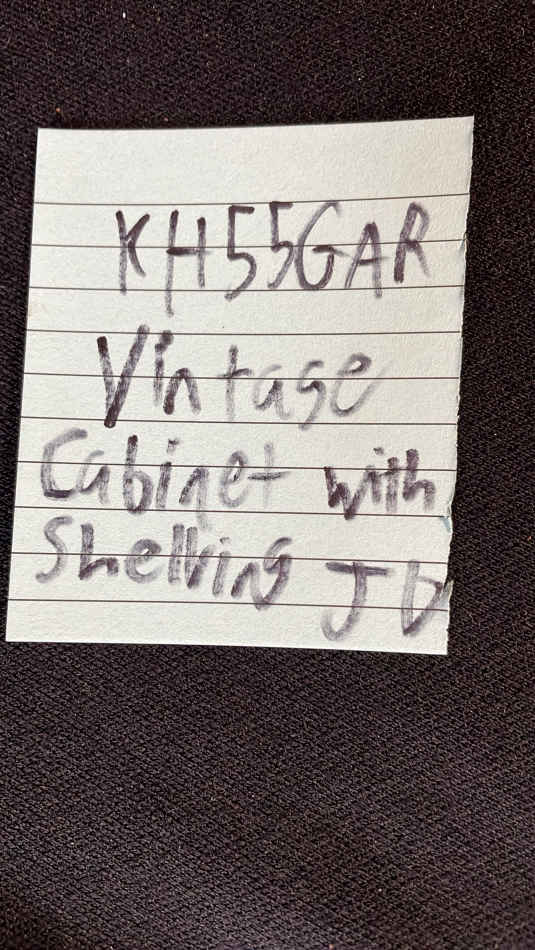 KH55GAR
Vintage
Cabinet with
Shelving JD